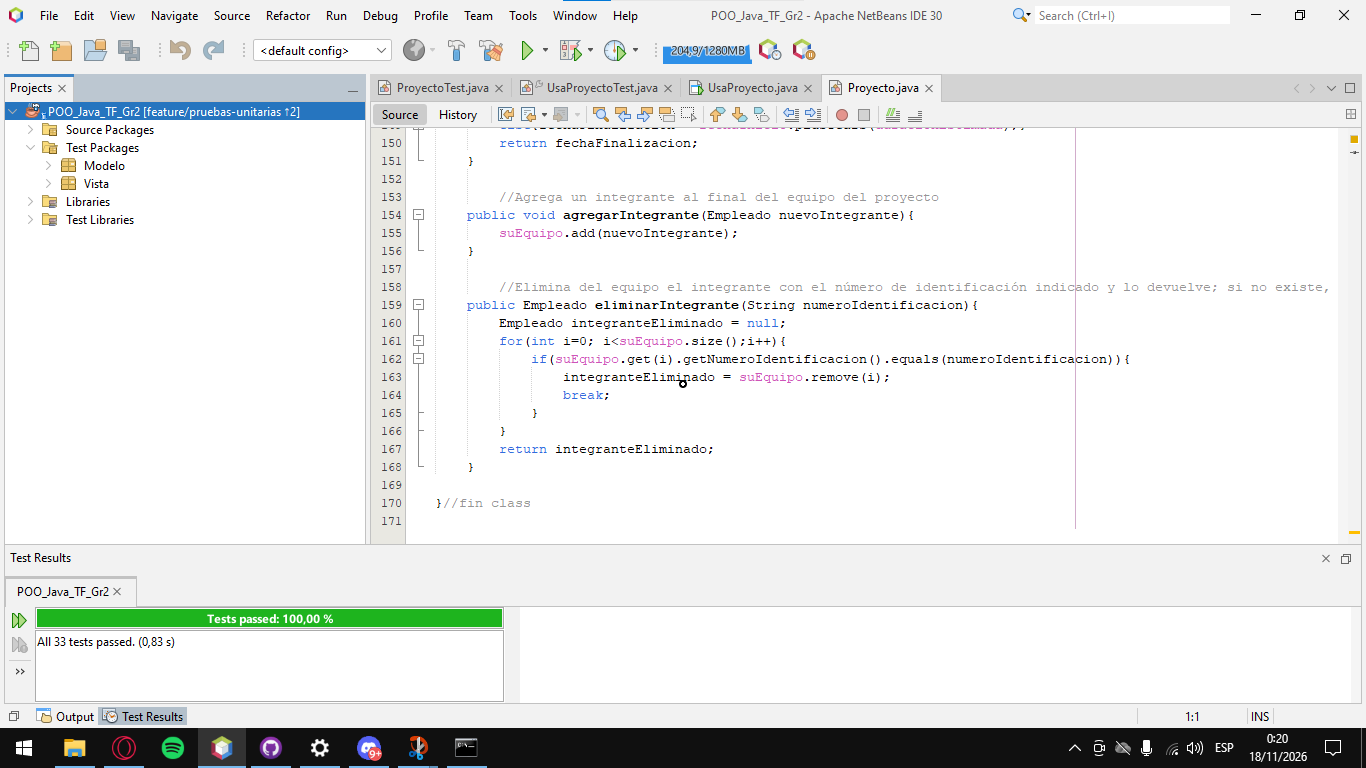 File Edit View Navigate Source Refactor Run Debug Profile Team Tools Window Help
POO_Java_TF_Gr2 - Apache NetBeans IDE 30
Search (Ctrl+I)
<default config>
204,9/1280MB
Projects
POO_Java_TF_Gr2 [feature/pruebas-unitarias ↑2]
Source Packages
Test Packages
Modelo
Vista
Libraries
Test Libraries
ProyectoTest.java
UsaProyectoTest.java
UsaProyecto.java
Proyecto.java
Source History
150 return fechaFinalizacion;
151 }
152
153 //Agrega un integrante al final del equipo del proyecto
154 public void agregarIntegrante(Empleado nuevoIntegrante){
155 suEquipo.add(nuevoIntegrante);
156 }
157
158 //Elimina del equipo el integrante con el número de identificación indicado y lo devuelve; si no existe,
159 public Empleado eliminarIntegrante(String numeroIdentificacion){
160 Empleado integranteEliminado = null;
161 for(int i=0; i<suEquipo.size();i++){
162 if(suEquipo.get(i).getNumeroIdentificacion().equals(numeroIdentificacion)){
163 integranteEliminado = suEquipo.remove(i);
164 break;
165 }
166 }
167 return integranteEliminado;
168 }
169
170 }//fin class
171
Test Results
POO_Java_TF_Gr2
Tests passed: 100,00 %
All 33 tests passed. (0,83 s)
Output
Test Results
1:1
INS
9+
ESP
0:20
18/11/2026